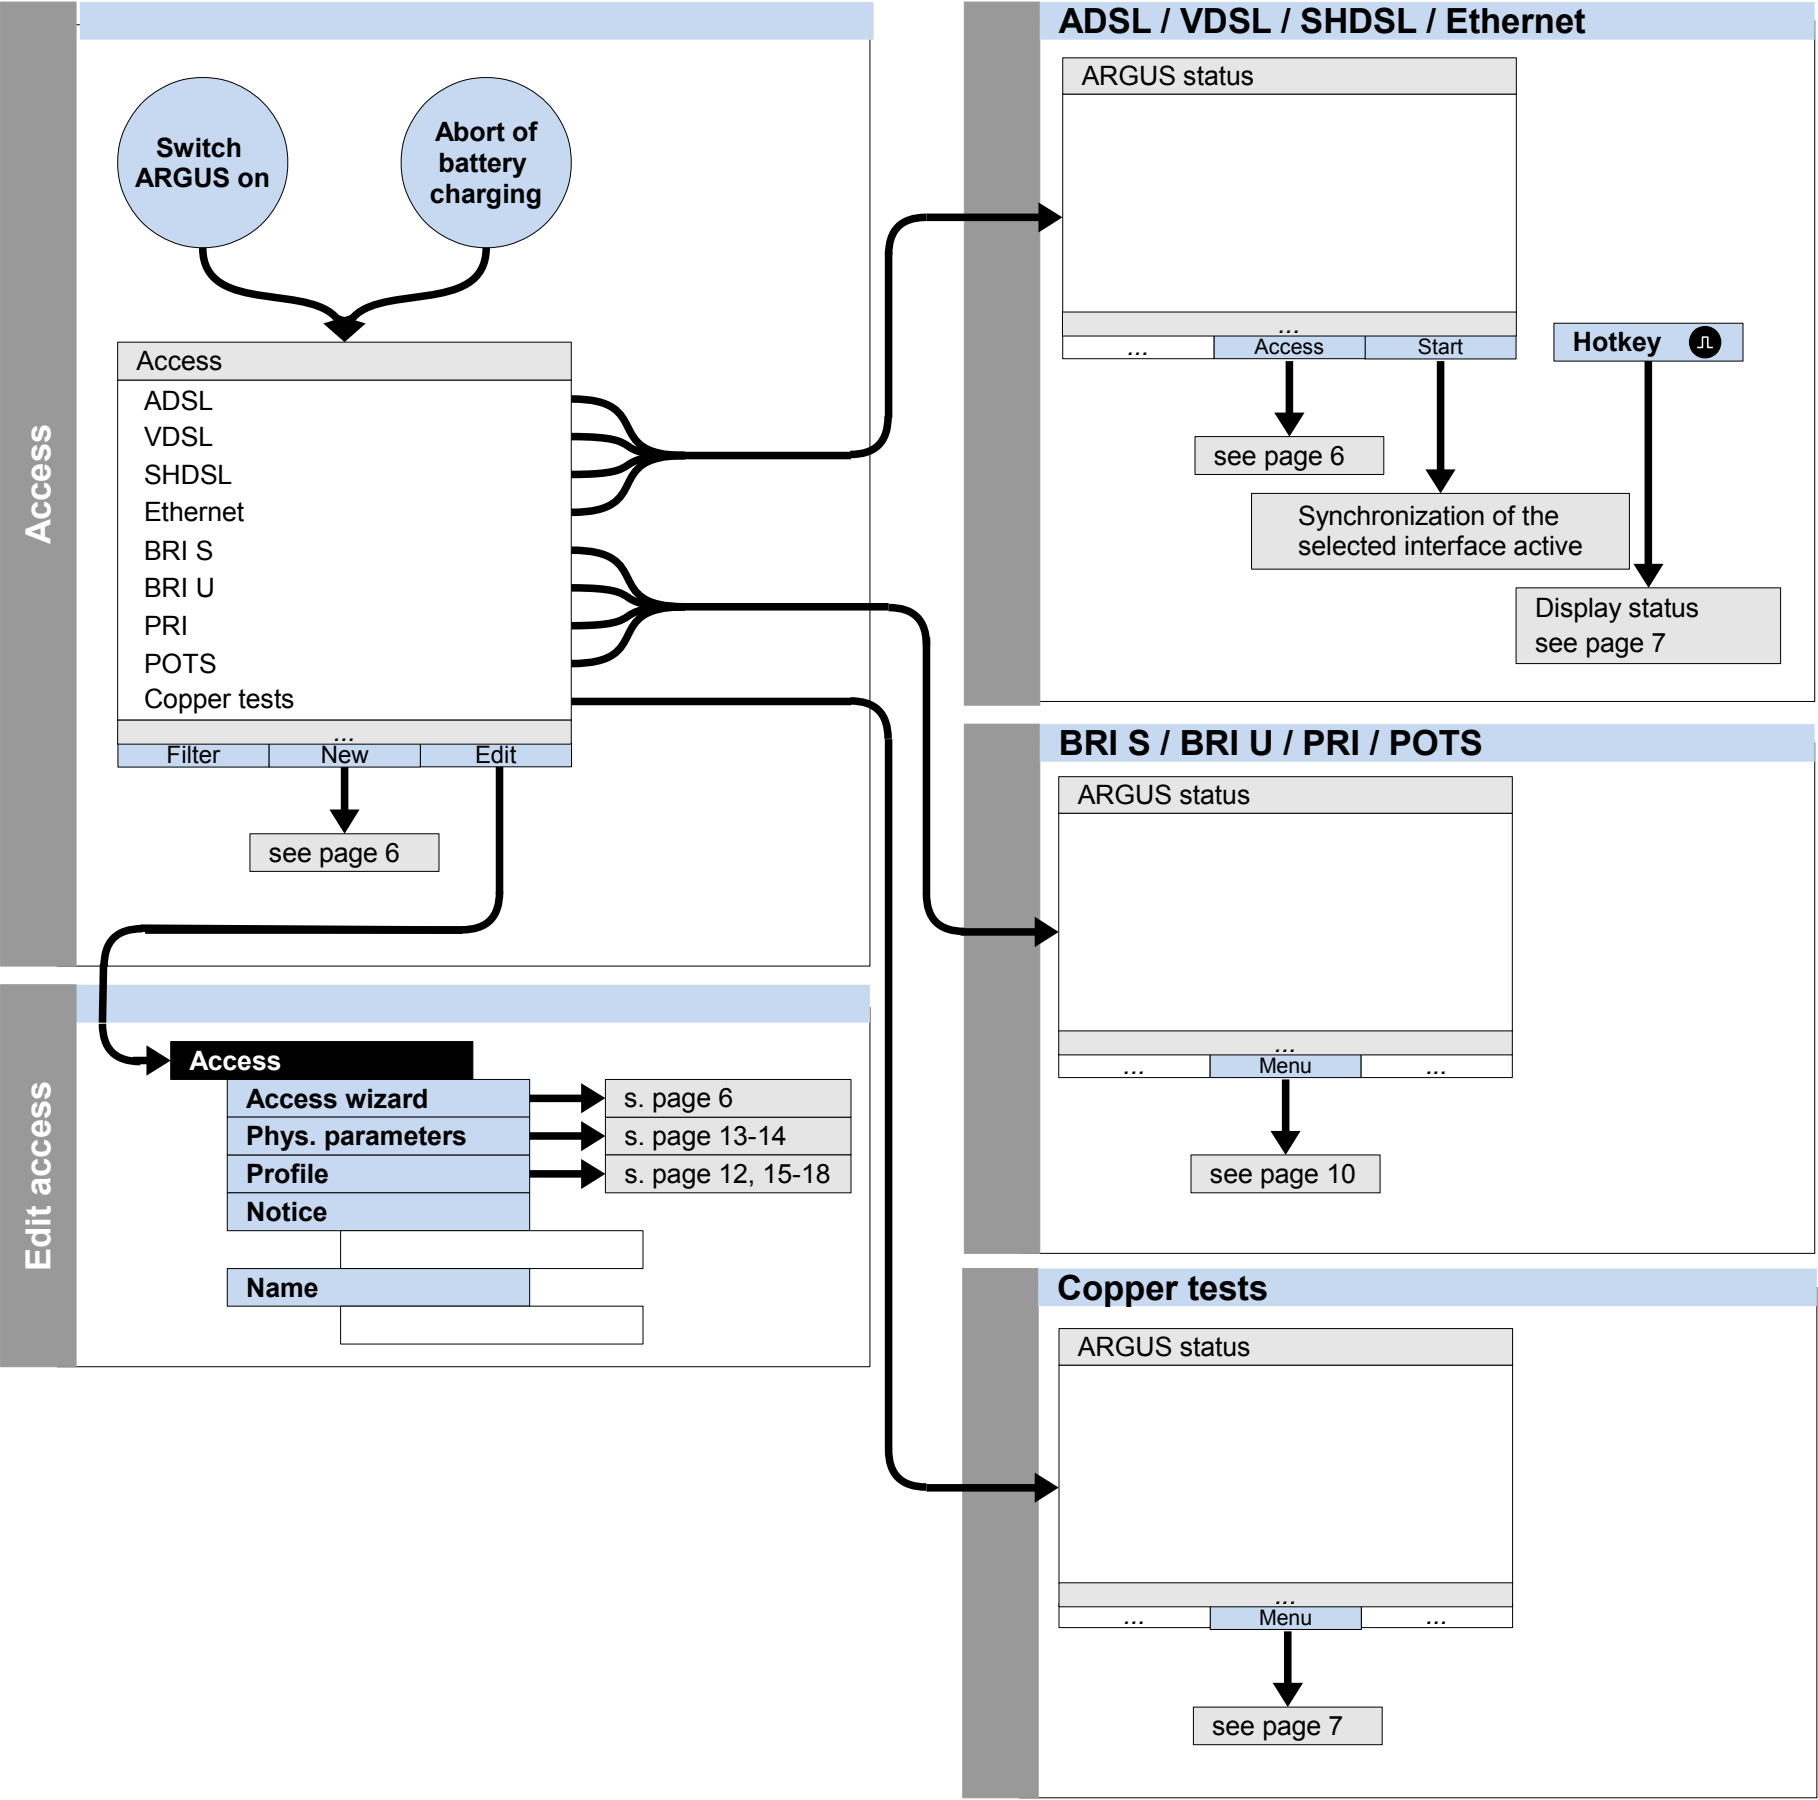 Access
Switch
ARGUS on
Abort of
battery
charging
Access
ADSL
VDSL
SHDSL
Ethernet
BRI S
BRI U
PRI
POTS
Copper tests
...
Filter New Edit
see page 6
Edit access
Access
Access wizard s. page 6
Phys. parameters s. page 13-14
Profile s. page 12, 15-18
Notice
Name
ADSL / VDSL / SHDSL / Ethernet
ARGUS status
...
... Access Start
Hotkey
see page 6
Synchronization of the
selected interface active
Display status
see page 7
BRI S / BRI U / PRI / POTS
ARGUS status
...
... Menu ...
see page 10
Copper tests
ARGUS status
...
... Menu ...
see page 7